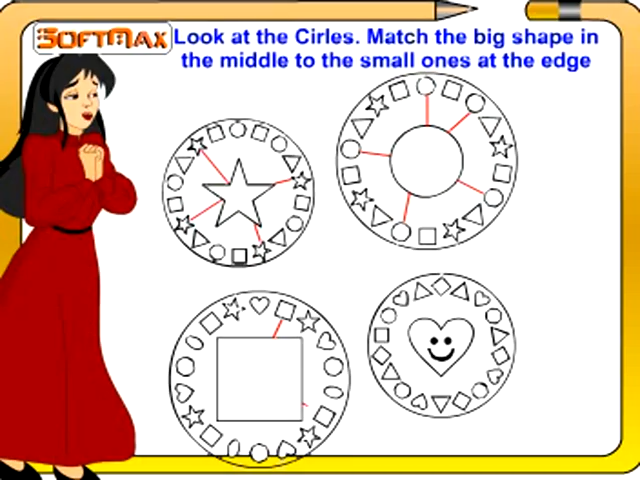 SOFTMAX
Look at the Cirles. Match the big shape in
the middle to the small ones at the edge